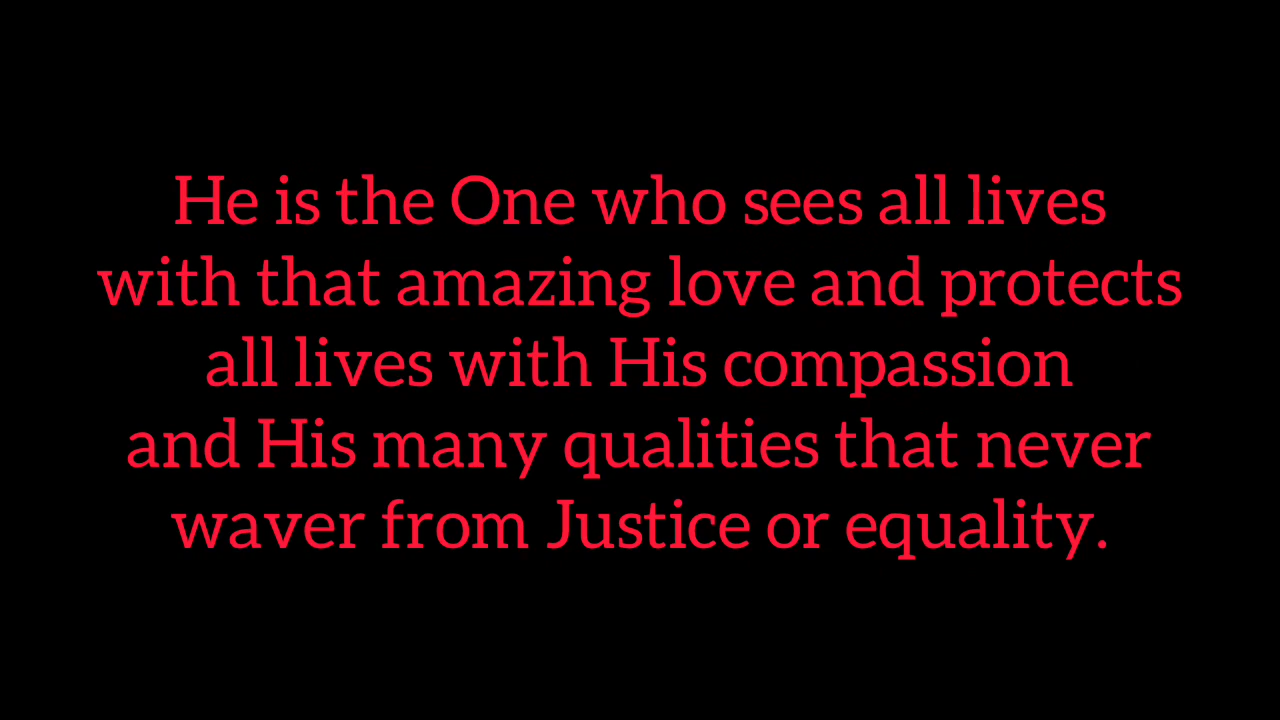 He is the One who sees all lives
with that amazing love and protects
all lives with His compassion
and His many qualities that never
waver from Justice or equality.